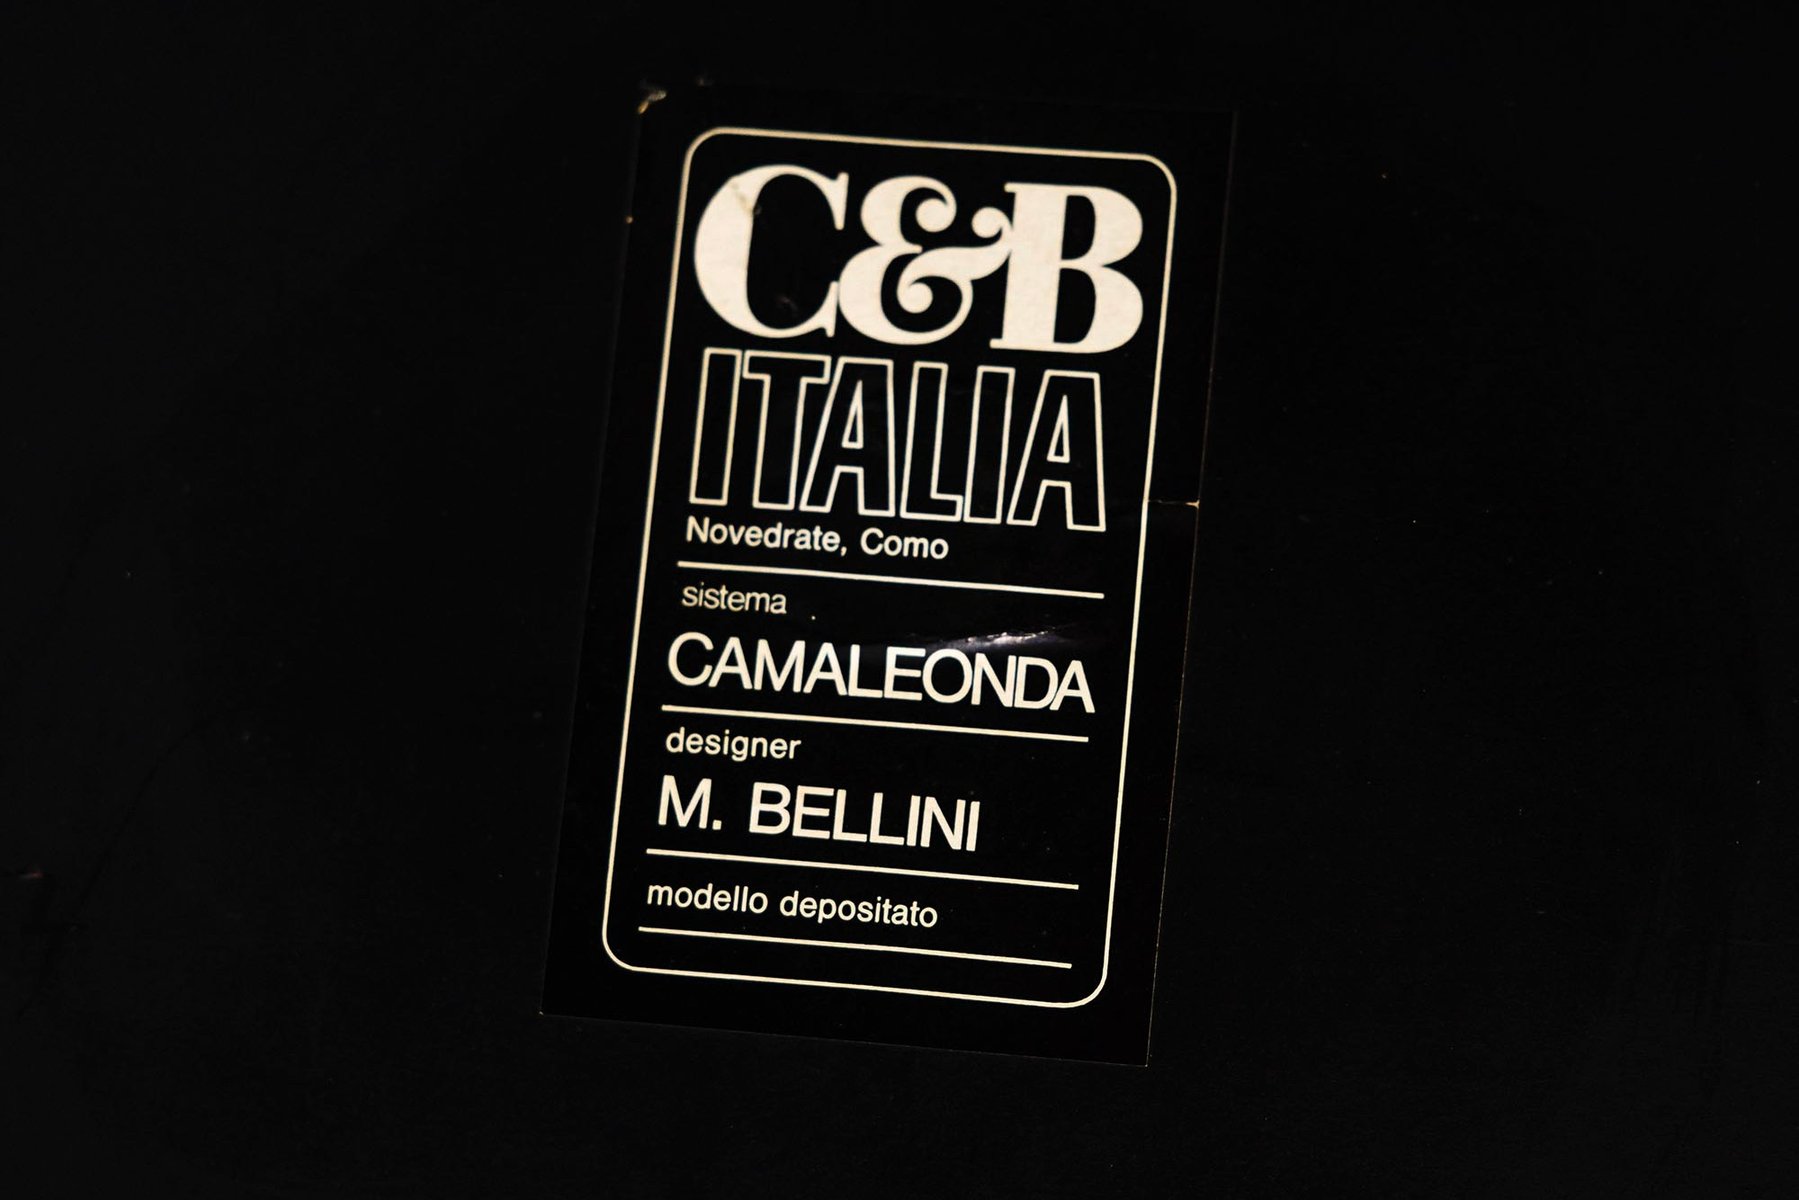 C&B
ITALIA
Novedrate, Como
sistema
CAMALEONDA
designer
M. BELLINI
modello depositato